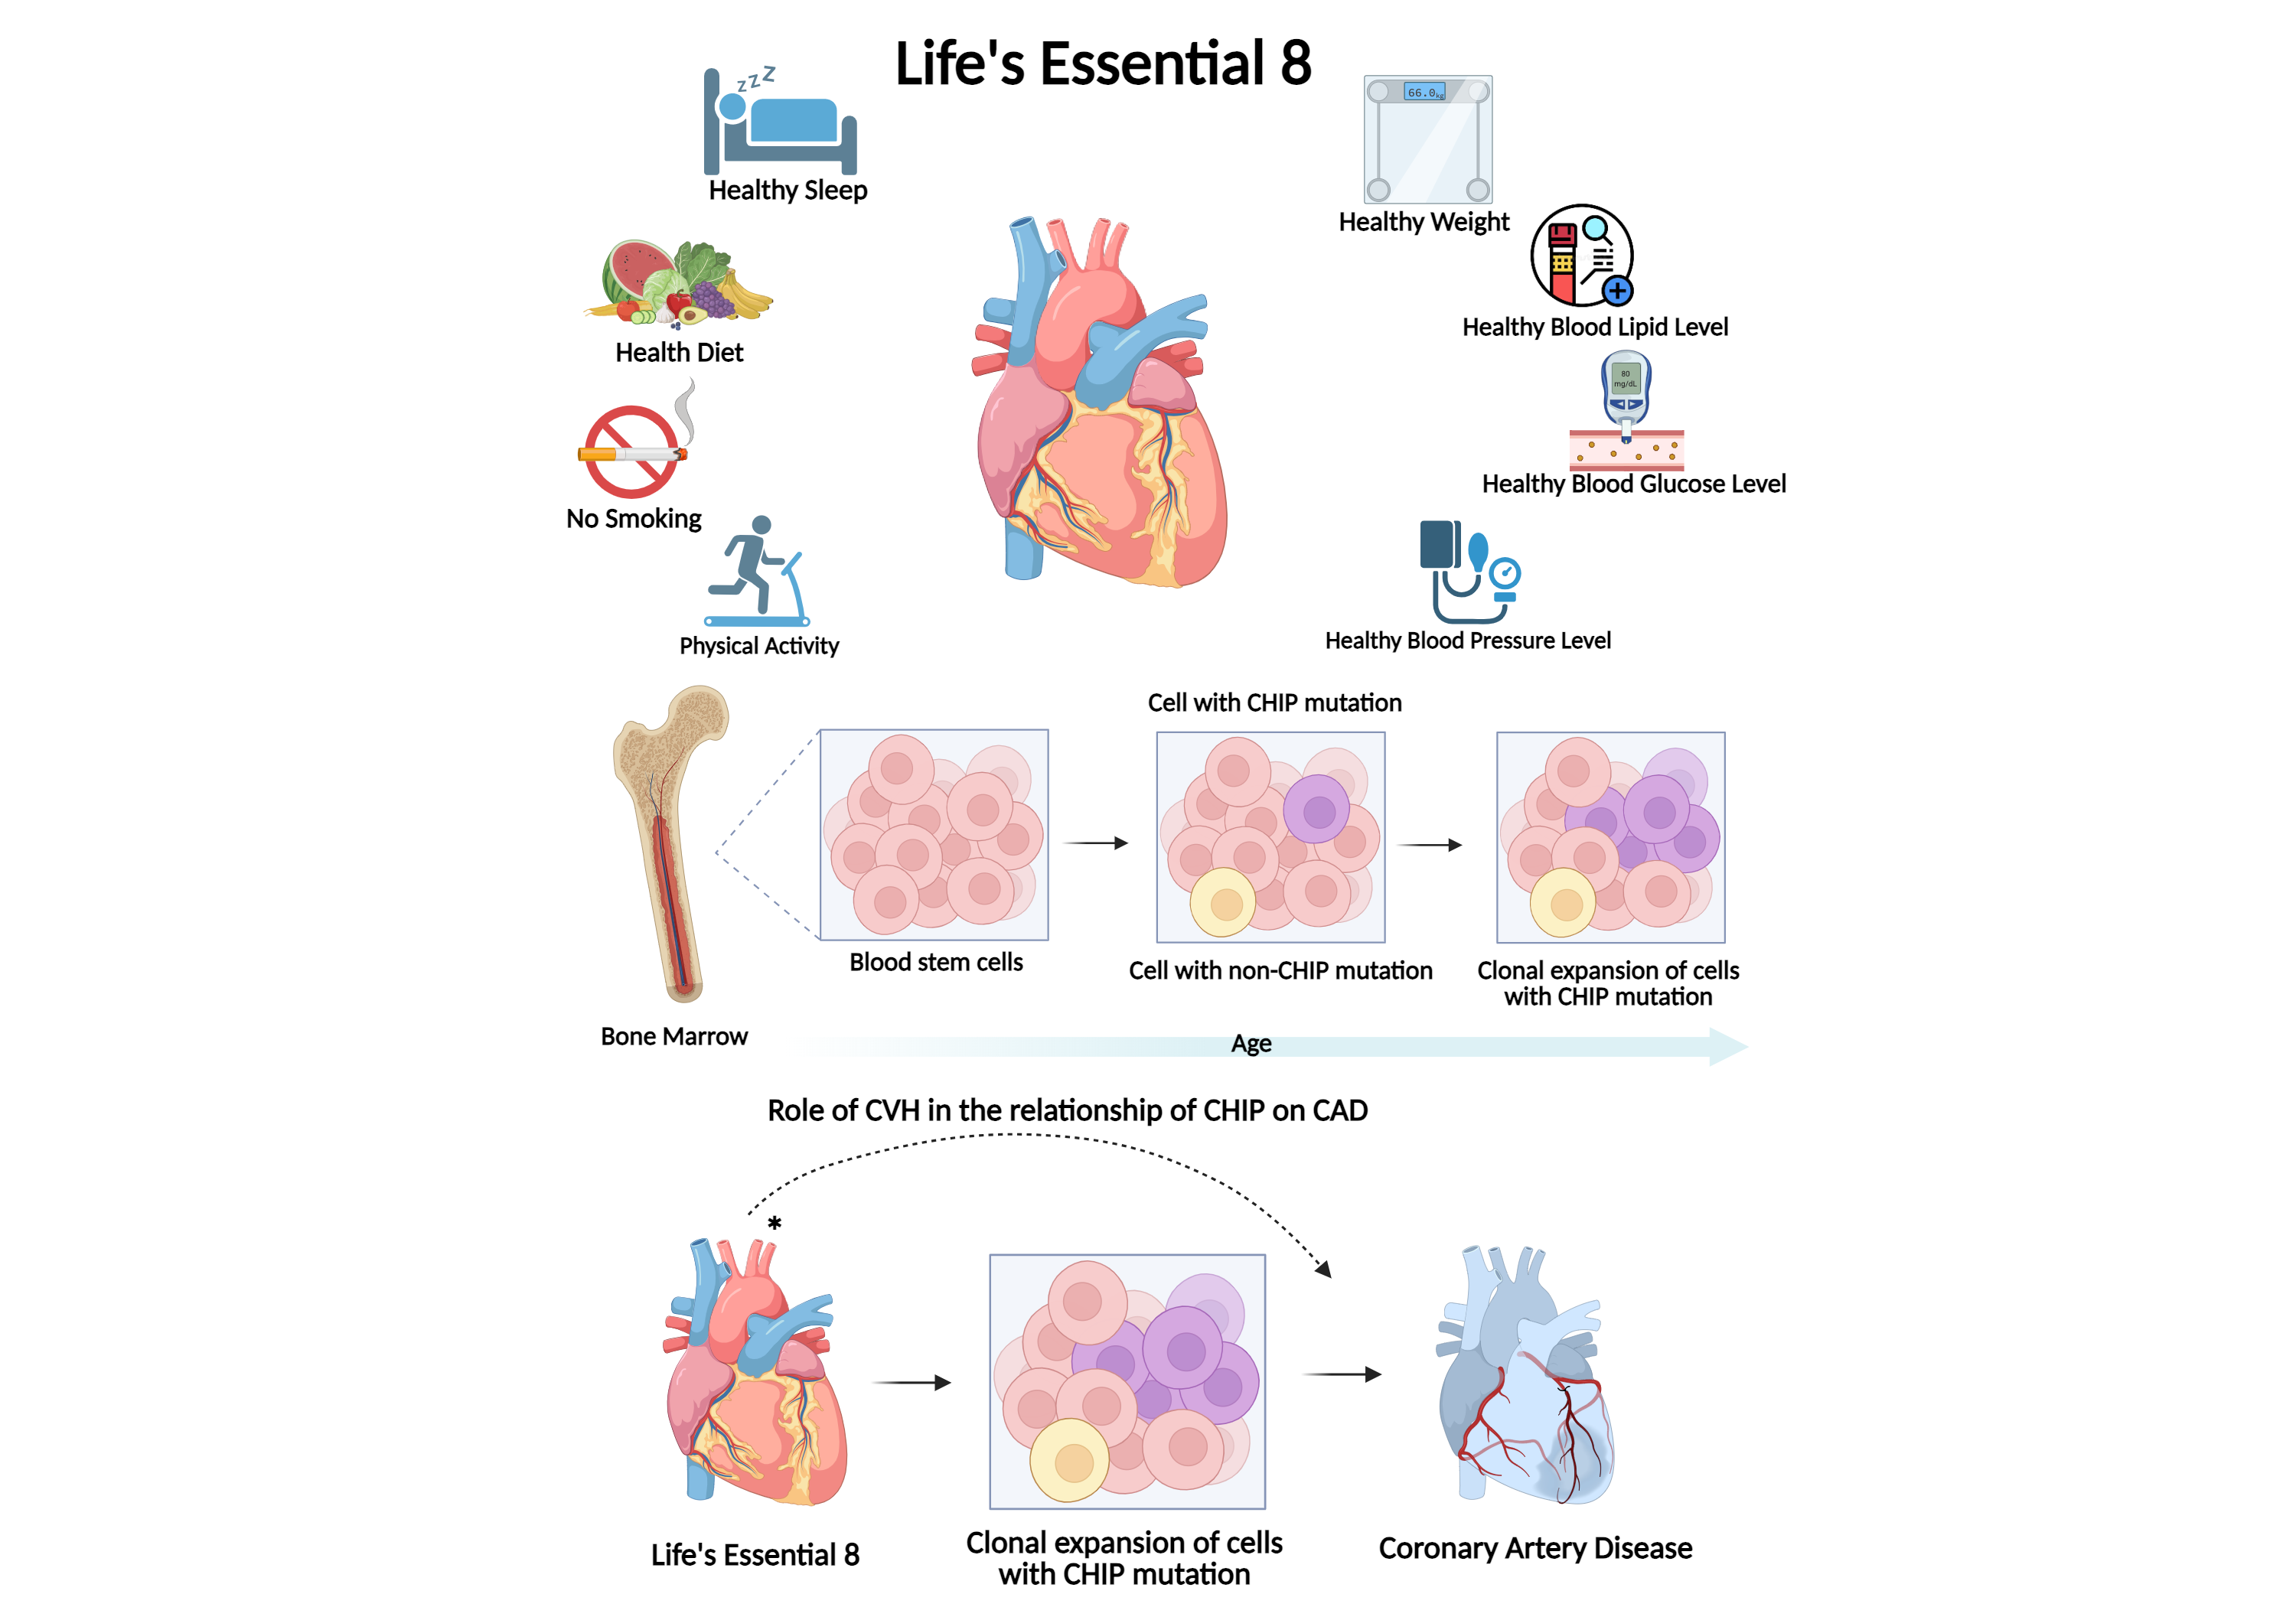 Life's Essential 8
zzz
Healthy Sleep
66.0kg
Healthy Weight
Healthy Blood Lipid Level
Health Diet
80
mg/dL
Healthy Blood Glucose Level
No Smoking
Physical Activity
Healthy Blood Pressure Level
Cell with CHIP mutation
Blood stem cells
Cell with non-CHIP mutation
Clonal expansion of cells
with CHIP mutation
Bone Marrow
Age
Role of CVH in the relationship of CHIP on CAD
*
Life's Essential 8
Clonal expansion of cells
with CHIP mutation
Coronary Artery Disease